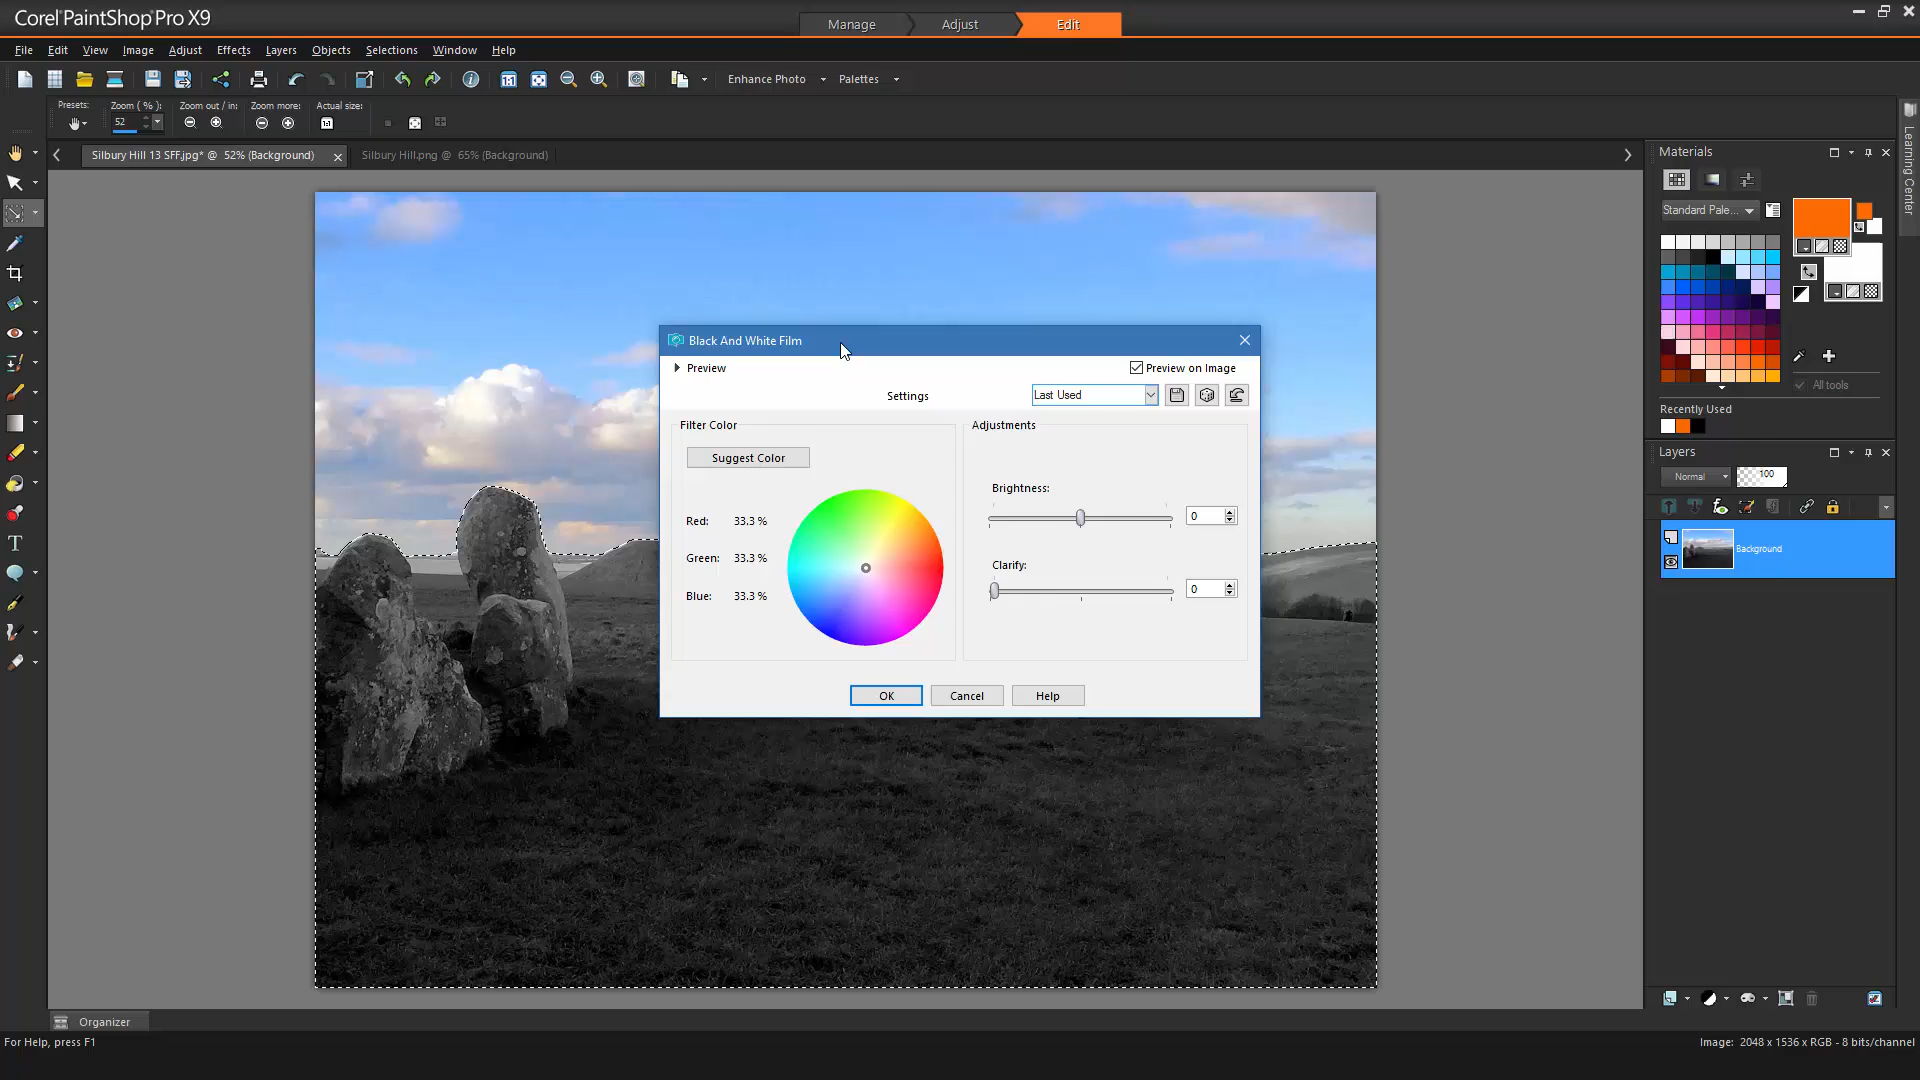 Corel PaintShop Pro X9
Manage
Adjust
Edit
File Edit View Image Adjust Effects Layers Objects Selections Window Help
Enhance Photo
Palettes
Presets:
Zoom ( % ):
Zoom out / in:
Zoom more:
Actual size:
52
Silbury Hill 13 SFF.jpg* @ 52% (Background)
Silbury Hill.png @ 65% (Background)
Materials
Learning Center
Standard Pale...
All tools
Recently Used
Layers
Normal
100
Background
Black And White Film
Preview
Preview on Image
Settings
Last Used
Filter Color
Adjustments
Suggest Color
Brightness:
0
Red: 33.3 %
Green: 33.3 %
Clarify:
0
Blue: 33.3 %
OK
Cancel
Help
Organizer
For Help, press F1
Image: 2048 x 1536 x RGB - 8 bits/channel